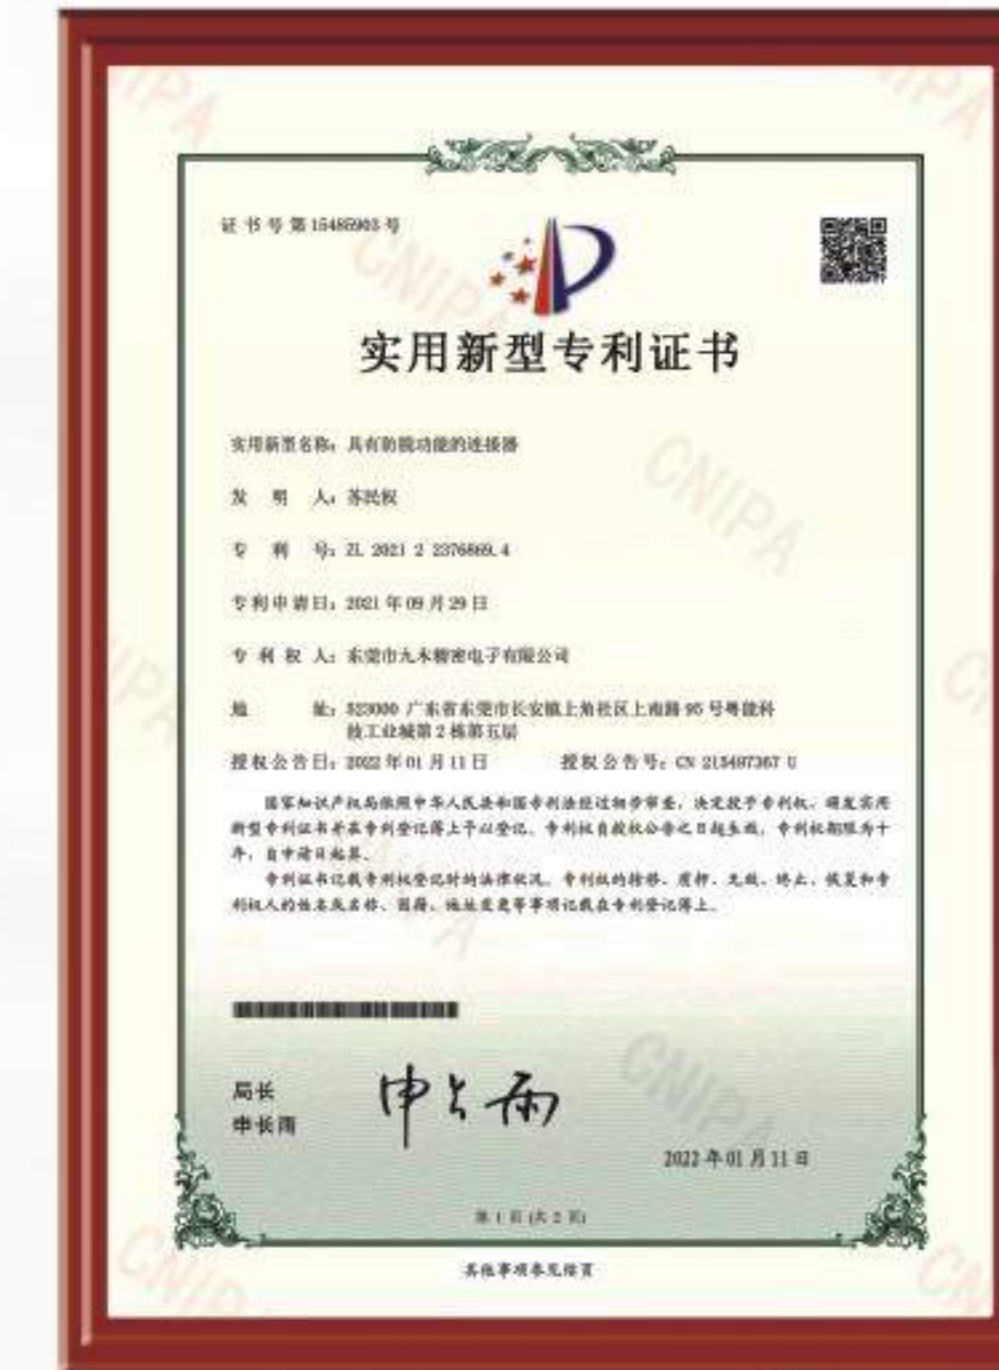 证书号第15485903号
实用新型专利证书
实用新型名称：具有防脱功能的连接器
发 明 人：苏民权
专 利 号：ZL 2021 2 2376869.4
专利申请日：2021年09月29日
专 利 权 人：东莞市九木精密电子有限公司
地 址：523000 广东省东莞市长安镇上角社区上南路95号粤能科
技工业城第2栋第五层
授权公告日：2022年01月11日 授权公告号：CN 215497367 U
国家知识产权局依照中华人民共和国专利法经过初步审查，决定授予专利权，颁发实用
新型专利证书并在专利登记簿上予以登记。专利权自授权公告之日起生效。专利权期限为十
年，自申请日起算。
专利证书记载专利权登记时的法律状况。专利权的转移、质押、无效、终止、恢复和专
利权人的姓名或名称、国籍、地址变更等事项记载在专利登记簿上。
局长
申长雨
申长雨
2022年01月11日
第 1 页 (共 2 页)
其他事项参见续页
CNIPA